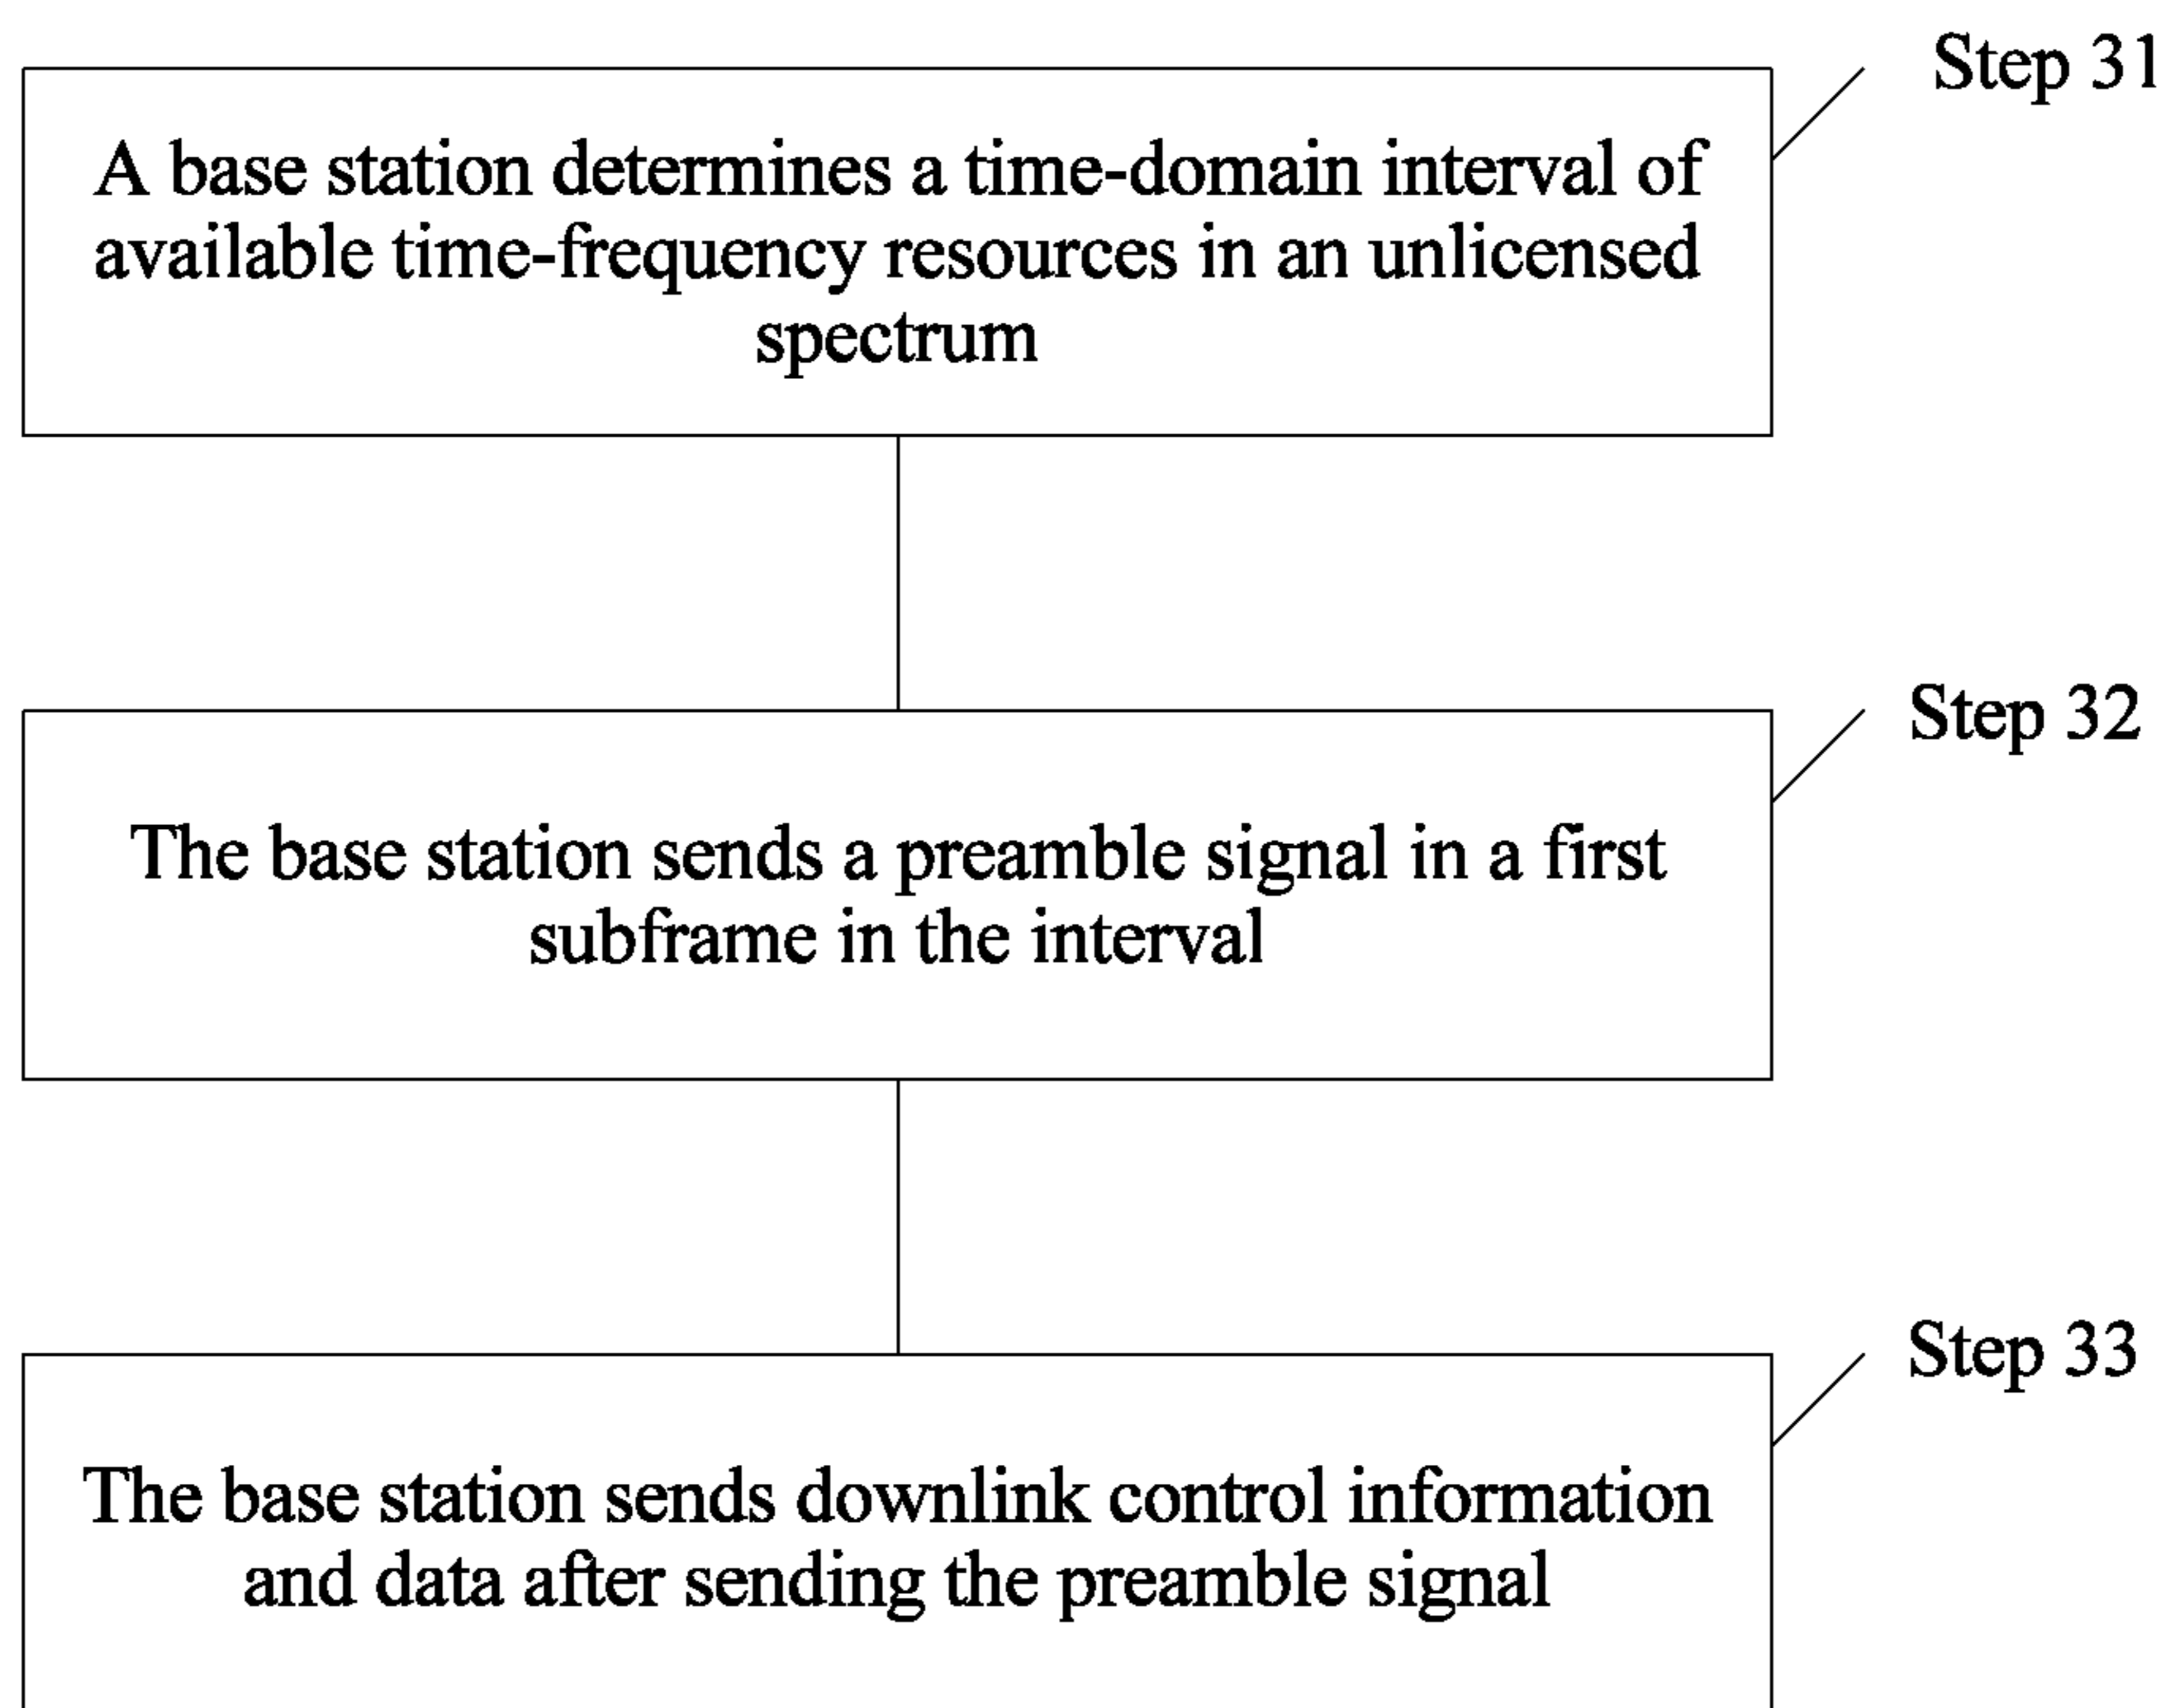 Step 31
A base station determines a time-domain interval of
available time-frequency resources in an unlicensed
spectrum
Step 32
The base station sends a preamble signal in a first
subframe in the interval
Step 33
The base station sends downlink control information
and data after sending the preamble signal